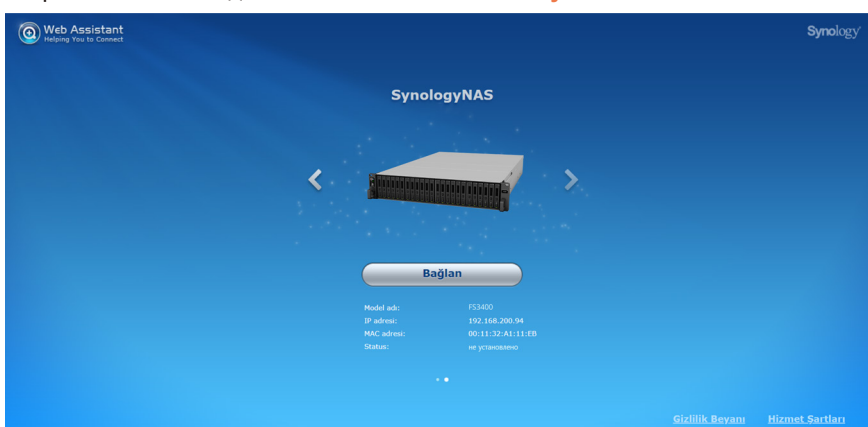 Web Assistant
Helping You to Connect
Synology
SynologyNAS
Bağlan
Model adı: FS3400
IP adresi: 192.168.200.94
MAC adresi: 00:11:32:A1:11:EB
Status: не установлено
Gizlilik Beyanı Hizmet Şartları